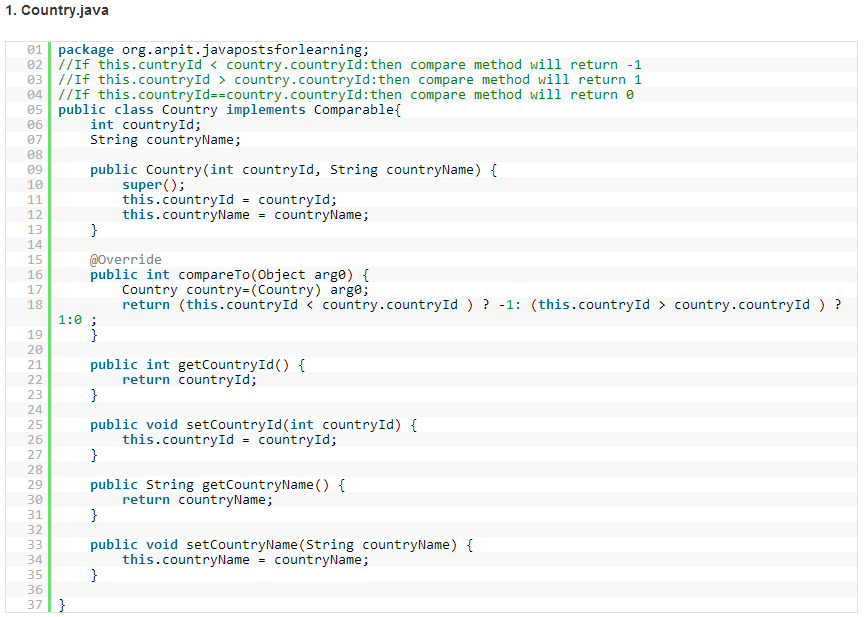 1. Country.java
01 package org.arpit.javapostsforlearning;
02 //If this.cuntryId < country.countryId:then compare method will return -1
03 //If this.countryId > country.countryId:then compare method will return 1
04 //If this.countryId==country.countryId:then compare method will return 0
05 public class Country implements Comparable{
06     int countryId;
07     String countryName;
08
09     public Country(int countryId, String countryName) {
10         super();
11         this.countryId = countryId;
12         this.countryName = countryName;
13     }
14
15     @Override
16     public int compareTo(Object arg0) {
17         Country country=(Country) arg0;
18         return (this.countryId < country.countryId ) ? -1: (this.countryId > country.countryId ) ?
1:0 ;
19     }
20
21     public int getCountryId() {
22         return countryId;
23     }
24
25     public void setCountryId(int countryId) {
26         this.countryId = countryId;
27     }
28
29     public String getCountryName() {
30         return countryName;
31     }
32
33     public void setCountryName(String countryName) {
34         this.countryName = countryName;
35     }
36
37 }